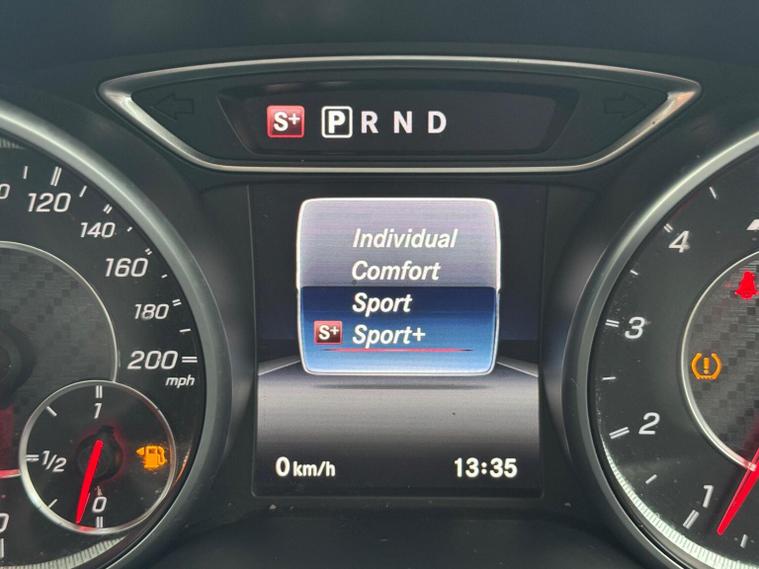 S+ P R N D
120
140
160
180
200
mph
1
1/2
0
Individual
Comfort
Sport
S+ Sport+
0 km/h
13:35
4
3
2
1